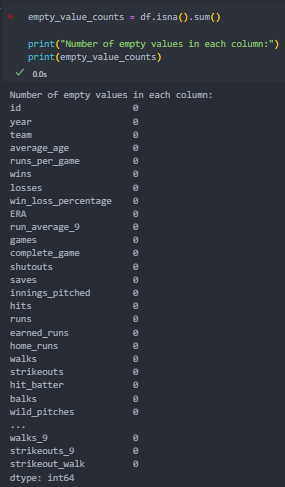 empty_value_counts = df.isna().sum()
print("Number of empty values in each column:")
print(empty_value_counts)
0.0s
Number of empty values in each column:
id 0
year 0
team 0
average_age 0
runs_per_game 0
wins 0
losses 0
win_loss_percentage 0
ERA 0
run_average_9 0
games 0
complete_game 0
shutouts 0
saves 0
innings_pitched 0
hits 0
runs 0
earned_runs 0
home_runs 0
walks 0
strikeouts 0
hit_batter 0
balks 0
wild_pitches 0
...
walks_9 0
strikeouts_9 0
strikeout_walk 0
dtype: int64